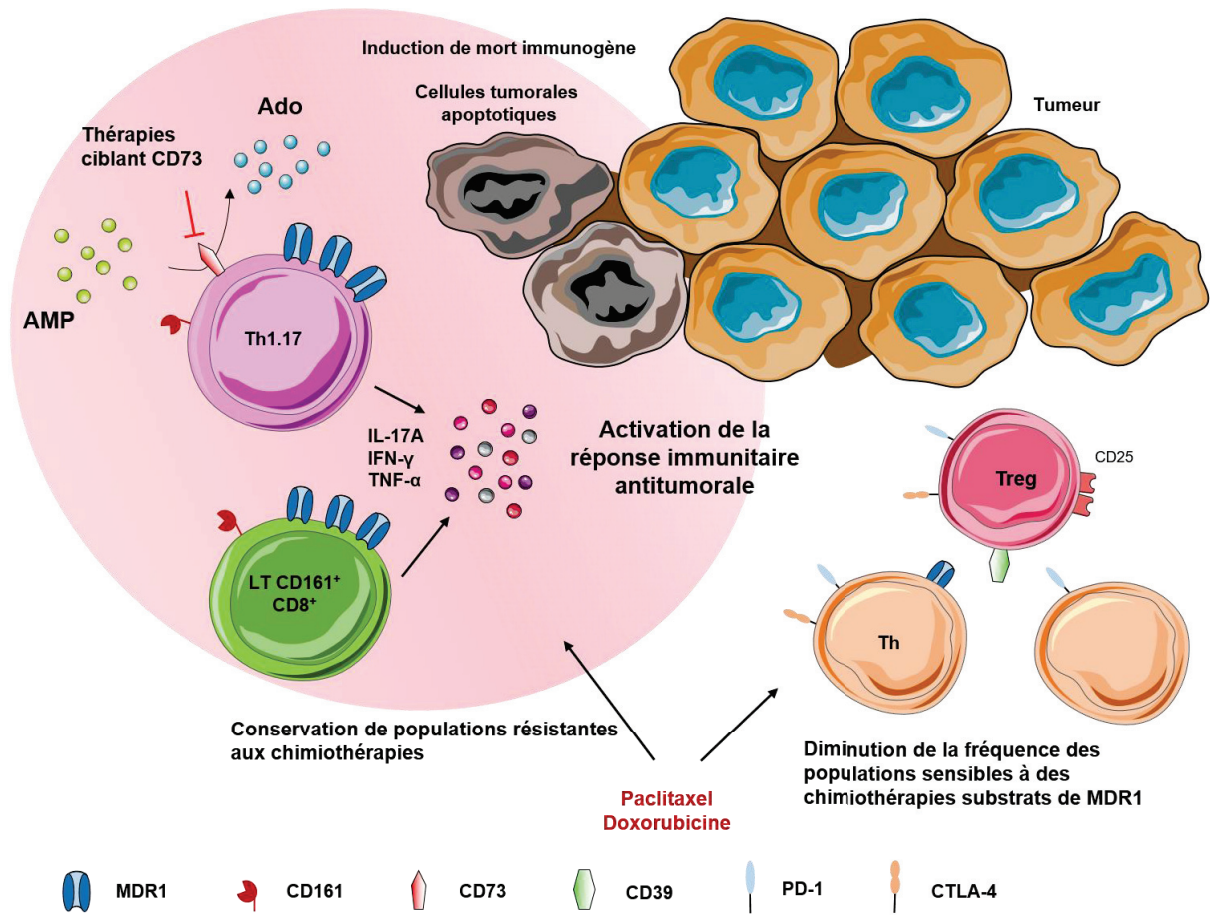 Induction de mort immunogène
Cellules tumorales
apoptotiques
Tumeur
Ado
Thérapies
ciblant CD73
AMP
Th1.17
IL-17A
IFN-γ
TNF-α
Activation de la
réponse immunitaire
antitumorale
LT CD161⁺
CD8⁺
Treg
CD25
Th
Conservation de populations résistantes
aux chimiothérapies
Paclitaxel
Doxorubicine
Diminution de la fréquence des
populations sensibles à des
chimiothérapies substrats de MDR1
MDR1
CD161
CD73
CD39
PD-1
CTLA-4